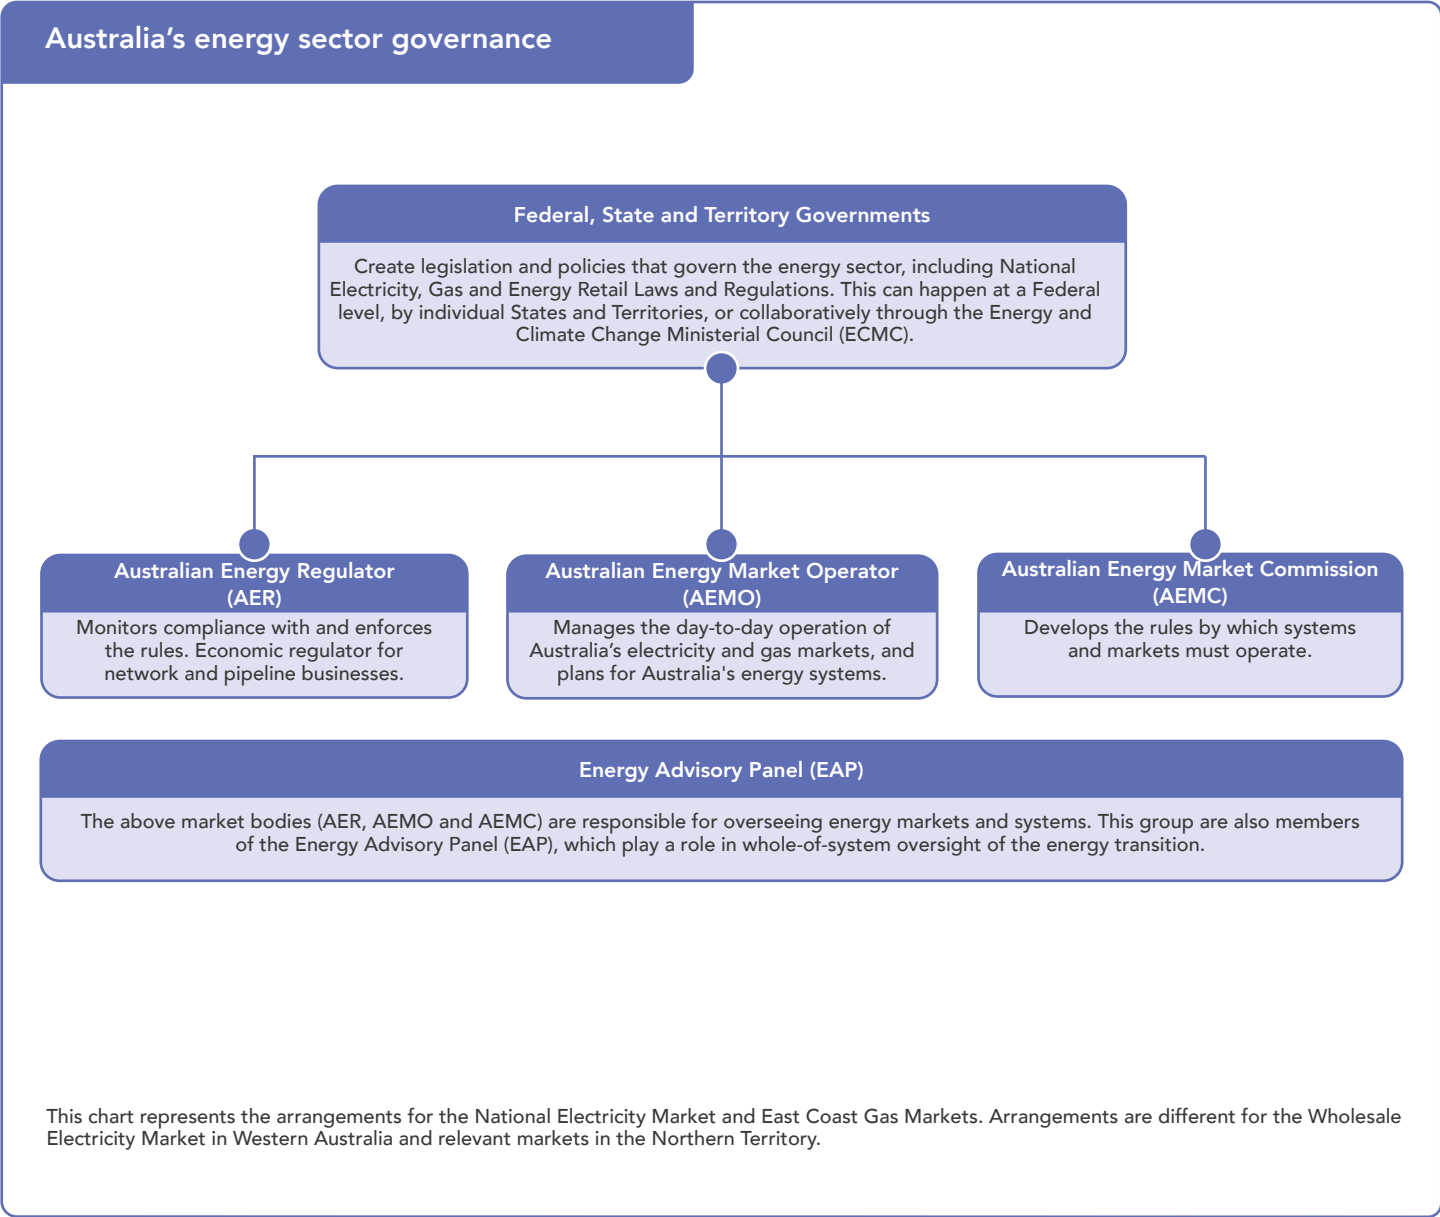 Australia’s energy sector governance
Federal, State and Territory Governments
Create legislation and policies that govern the energy sector, including National
Electricity, Gas and Energy Retail Laws and Regulations. This can happen at a Federal
level, by individual States and Territories, or collaboratively through the Energy and
Climate Change Ministerial Council (ECMC).
Australian Energy Regulator
(AER)
Monitors compliance with and enforces
the rules. Economic regulator for
network and pipeline businesses.
Australian Energy Market Operator
(AEMO)
Manages the day-to-day operation of
Australia’s electricity and gas markets, and
plans for Australia's energy systems.
Australian Energy Market Commission
(AEMC)
Develops the rules by which systems
and markets must operate.
Energy Advisory Panel (EAP)
The above market bodies (AER, AEMO and AEMC) are responsible for overseeing energy markets and systems. This group are also members
of the Energy Advisory Panel (EAP), which play a role in whole-of-system oversight of the energy transition.
This chart represents the arrangements for the National Electricity Market and East Coast Gas Markets. Arrangements are different for the Wholesale
Electricity Market in Western Australia and relevant markets in the Northern Territory.